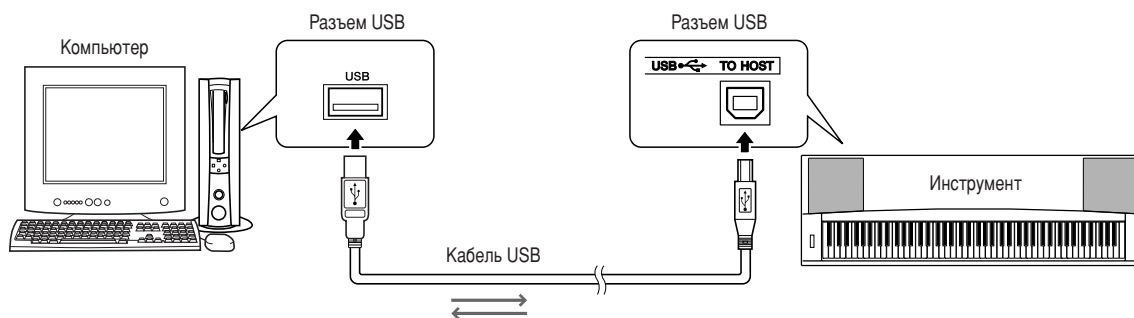 Разъем USB
Разъем USB
Компьютер
USB
USB TO HOST
Инструмент
Кабель USB